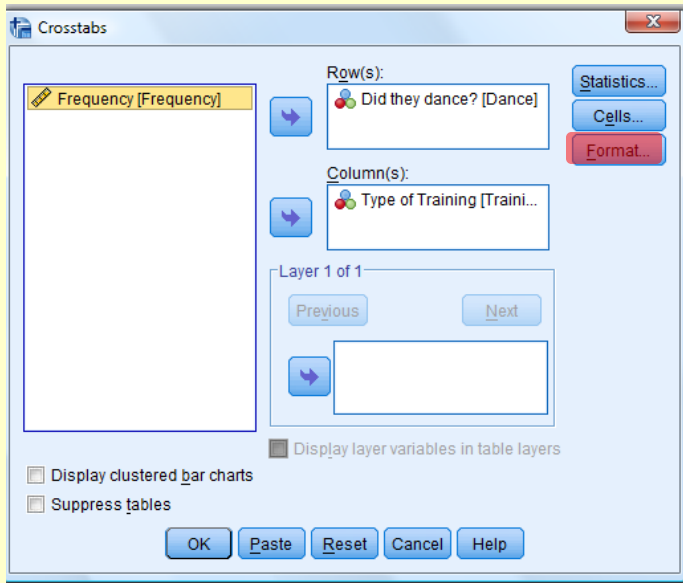 Crosstabs
Frequency [Frequency]
Row(s):
Did they dance? [Dance]
Column(s):
Type of Training [Traini...
Statistics...
Cells...
Format...
Layer 1 of 1
Previous
Next
Display layer variables in table layers
Display clustered bar charts
Suppress tables
OK
Paste
Reset
Cancel
Help